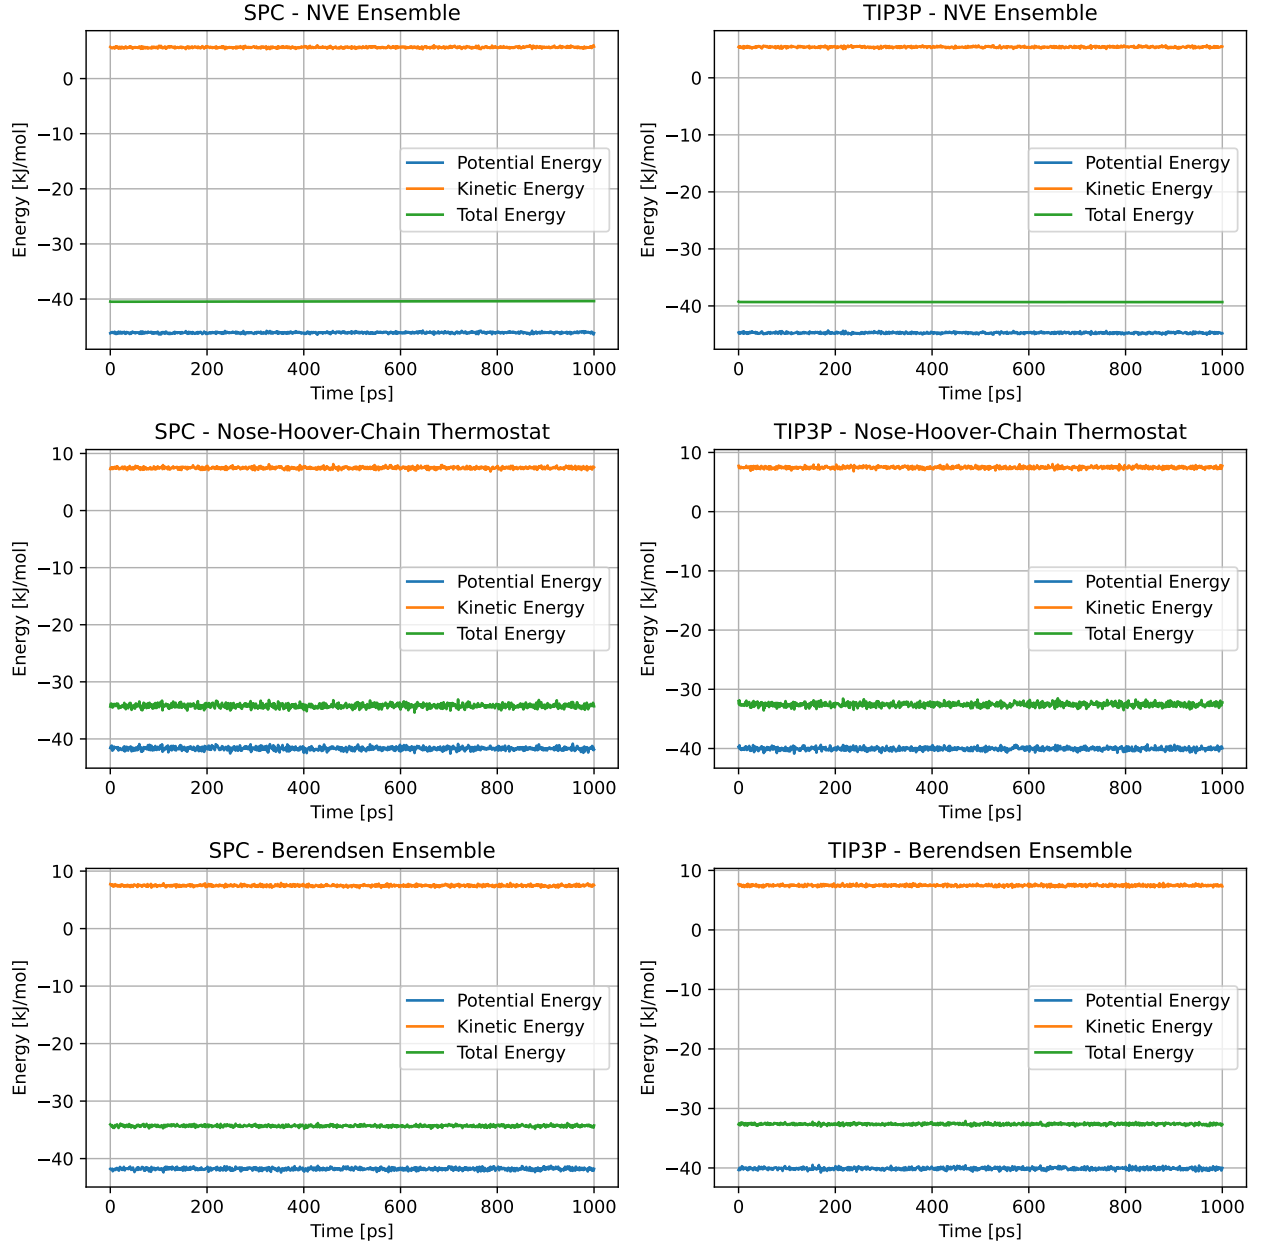 SPC - NVE Ensemble
0
−10
−20
−30
−40
Energy [kJ/mol]
Potential Energy
Kinetic Energy
Total Energy
0 200 400 600 800 1000
Time [ps]
TIP3P - NVE Ensemble
0
−10
−20
−30
−40
Energy [kJ/mol]
Potential Energy
Kinetic Energy
Total Energy
0 200 400 600 800 1000
Time [ps]
SPC - Nose-Hoover-Chain Thermostat
10
0
−10
−20
−30
−40
Energy [kJ/mol]
Potential Energy
Kinetic Energy
Total Energy
0 200 400 600 800 1000
Time [ps]
TIP3P - Nose-Hoover-Chain Thermostat
10
0
−10
−20
−30
−40
Energy [kJ/mol]
Potential Energy
Kinetic Energy
Total Energy
0 200 400 600 800 1000
Time [ps]
SPC - Berendsen Ensemble
10
0
−10
−20
−30
−40
Energy [kJ/mol]
Potential Energy
Kinetic Energy
Total Energy
0 200 400 600 800 1000
Time [ps]
TIP3P - Berendsen Ensemble
10
0
−10
−20
−30
−40
Energy [kJ/mol]
Potential Energy
Kinetic Energy
Total Energy
0 200 400 600 800 1000
Time [ps]